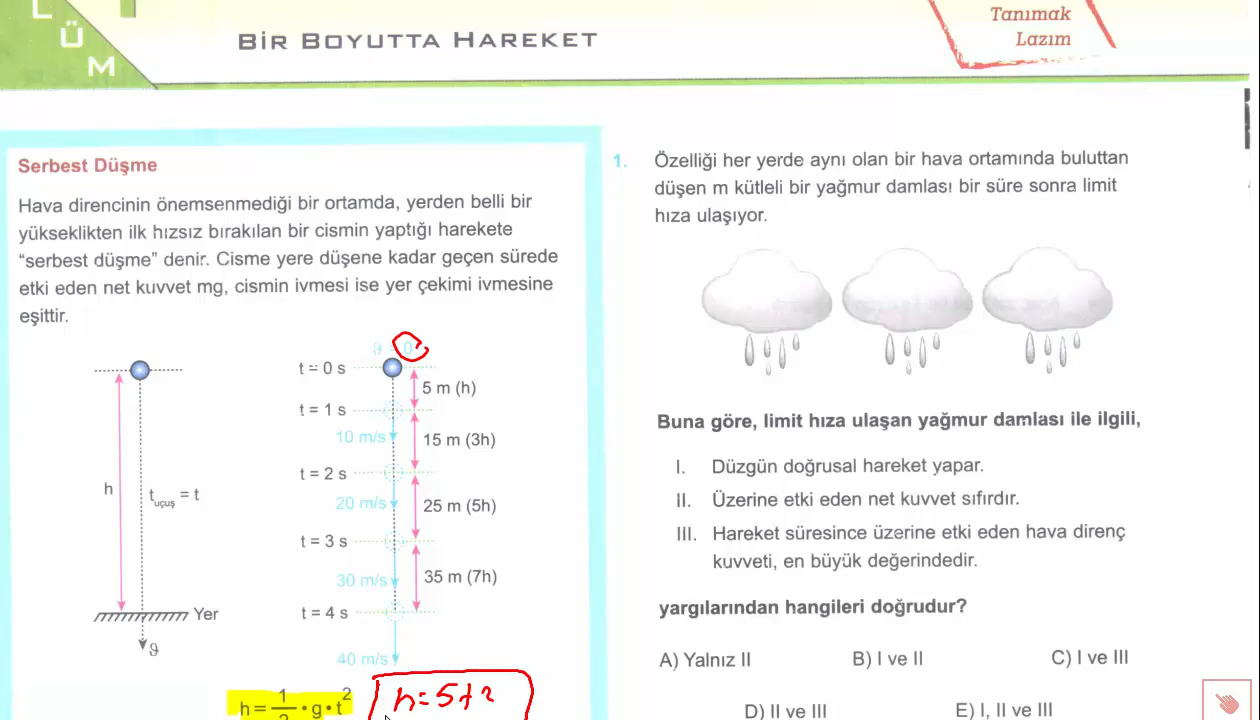 L
Ü
M
BİR BOYUTTA HAREKET
Tanımak
Lazım
Serbest Düşme
Hava direncinin önemsenmediği bir ortamda, yerden belli bir
yükseklikten ilk hızsız bırakılan bir cismin yaptığı harekete
“serbest düşme” denir. Cisme yere düşene kadar geçen sürede
etki eden net kuvvet mg, cismin ivmesi ise yer çekimi ivmesine
eşittir.
h
t uçuş = t
Yer
ϑ
ϑ = 0
t = 0 s
5 m (h)
t = 1 s
10 m/s
15 m (3h)
t = 2 s
20 m/s
25 m (5h)
t = 3 s
30 m/s
35 m (7h)
t = 4 s
40 m/s
h = 1/2 • g • t²
h = 5t²
1. Özelliği her yerde aynı olan bir hava ortamında buluttan
düşen m kütleli bir yağmur damlası bir süre sonra limit
hıza ulaşıyor.
Buna göre, limit hıza ulaşan yağmur damlası ile ilgili,
I. Düzgün doğrusal hareket yapar.
II. Üzerine etki eden net kuvvet sıfırdır.
III. Hareket süresince üzerine etki eden hava direnç
kuvveti, en büyük değerindedir.
yargılarından hangileri doğrudur?
A) Yalnız II B) I ve II C) I ve III
D) II ve III E) I, II ve III